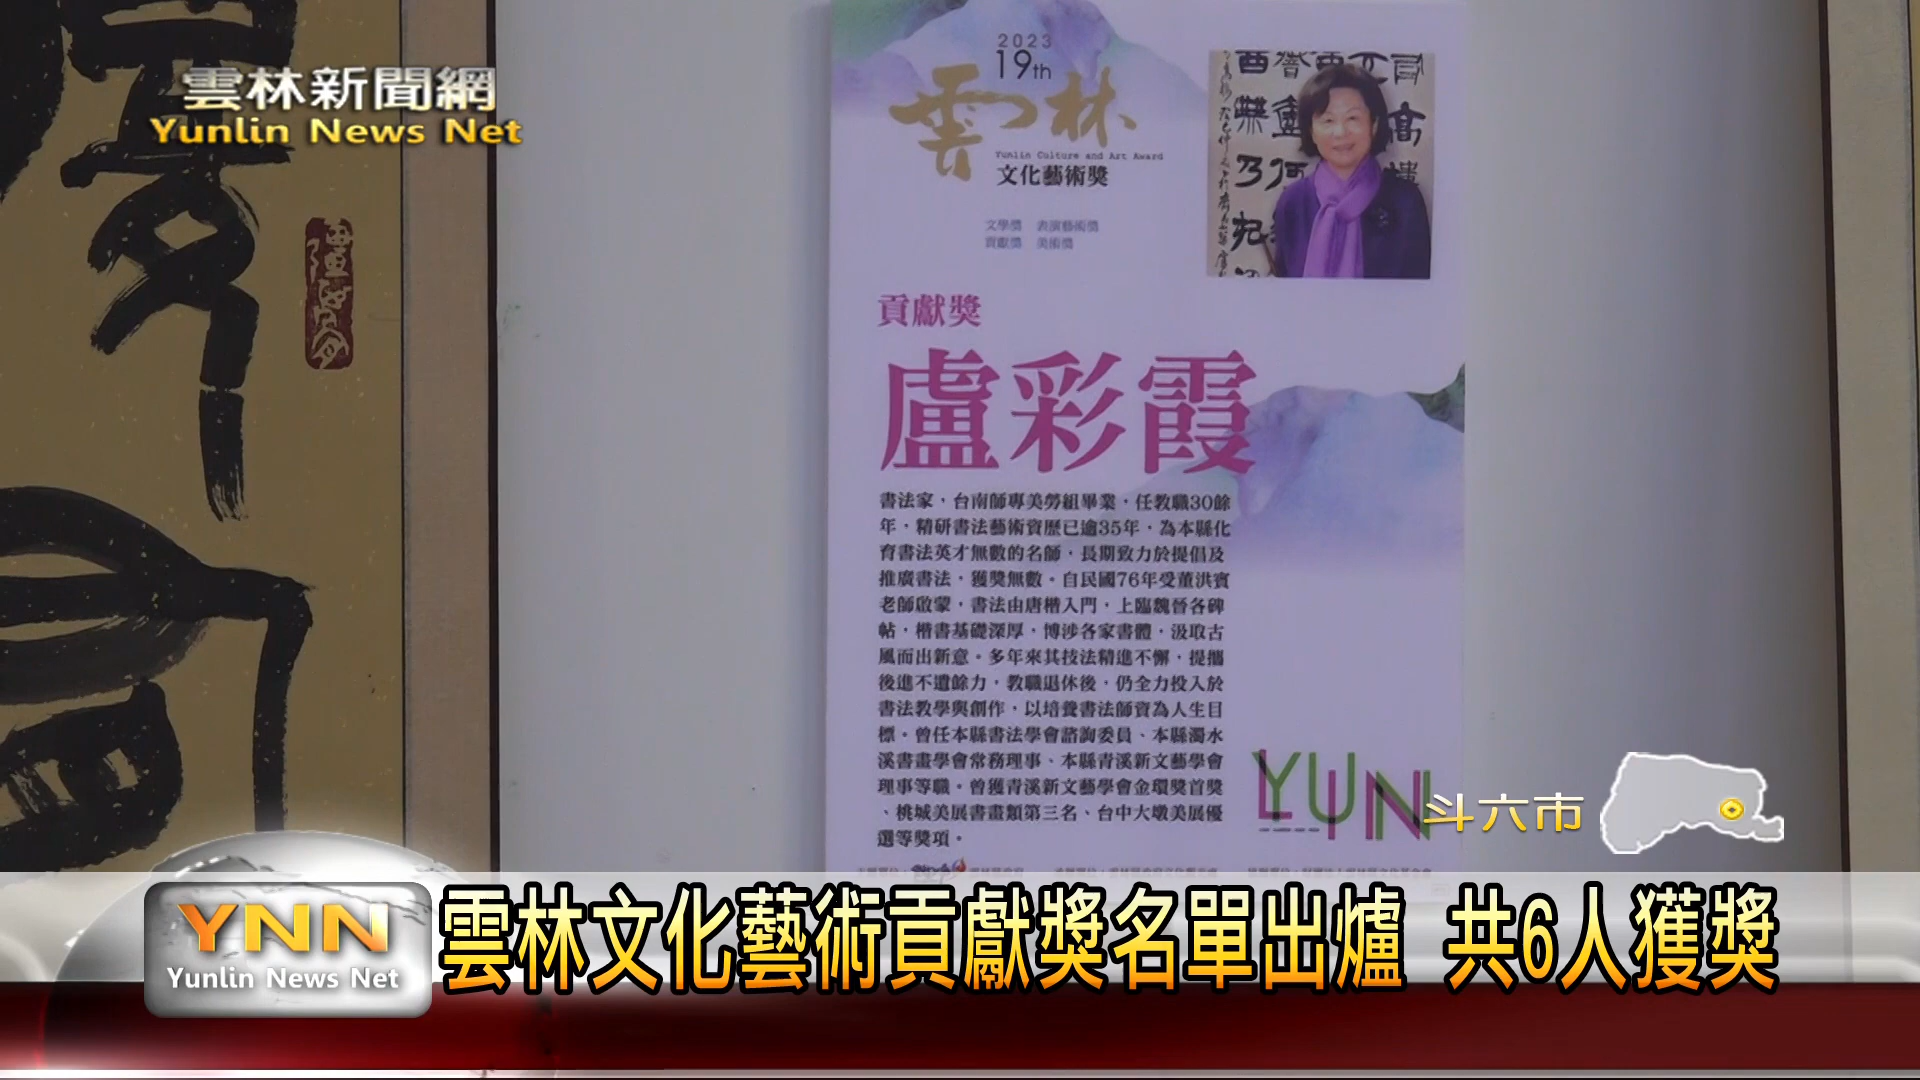 雲林新聞網
Yunlin News Net
2023
19th
雲林
Yunlin Culture and Art Award
文化藝術獎
文學獎 表演藝術獎
貢獻獎 美術獎
貢獻獎
盧彩霞
書法家，台南師專美勞組畢業，任教職30餘
年，精研書法藝術資歷已逾35年，為本縣化
育書法英才無數的名師，長期致力於提倡及
推廣書法，獲獎無數。自民國76年受董洪賓
老師啟蒙，書法由唐楷入門，上臨魏晉各碑
帖，楷書基礎深厚，博涉各家書體，汲取古
風而出新意。多年來其技法精進不懈，提攜
後進不遺餘力，教職退休後，仍全力投入於
書法教學與創作，以培養書法師資為人生目
標。曾任本縣書法學會諮詢委員、本縣濁水
溪書畫學會常務理事、本縣青溪新文藝學會
理事等職。曾獲青溪新文藝學會金環獎首獎
、桃城美展書畫類第三名、台中大墩美展優
選等獎項。
YUN
斗六市
YNN
Yunlin News Net
雲林文化藝術貢獻獎名單出爐 共6人獲獎